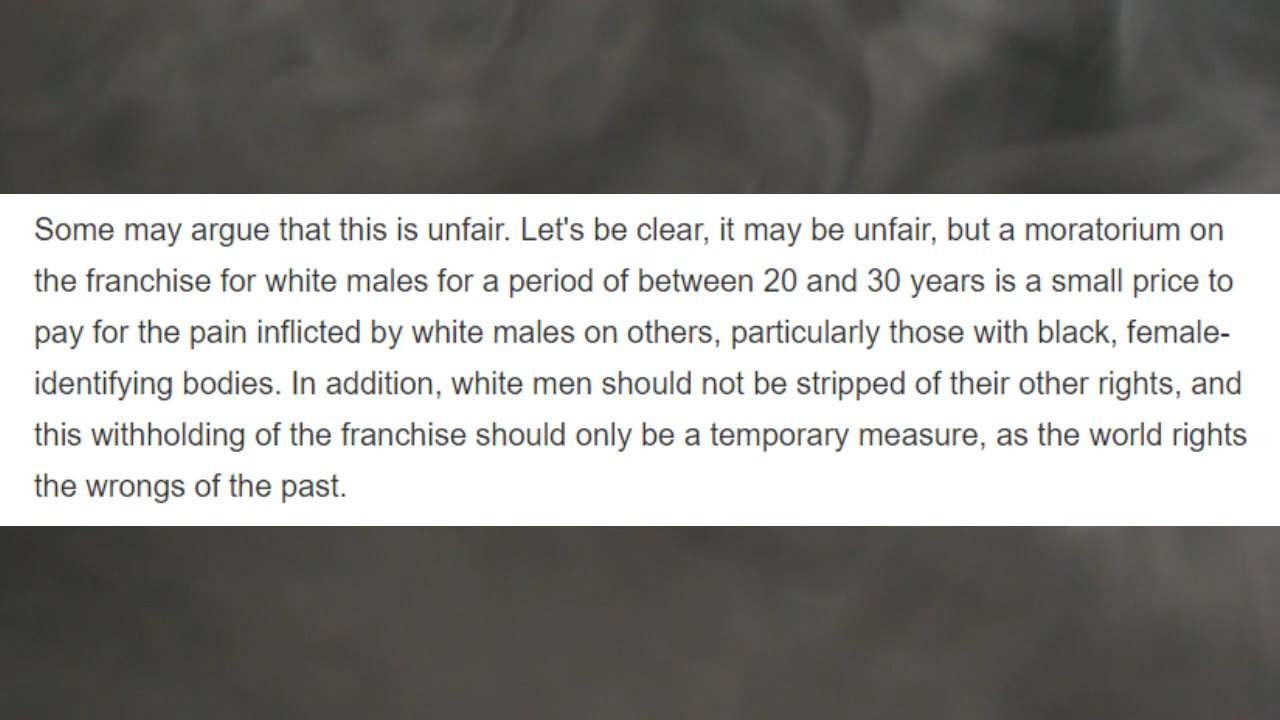 Some may argue that this is unfair. Let's be clear, it may be unfair, but a moratorium on
the franchise for white males for a period of between 20 and 30 years is a small price to
pay for the pain inflicted by white males on others, particularly those with black, female-
identifying bodies. In addition, white men should not be stripped of their other rights, and
this withholding of the franchise should only be a temporary measure, as the world rights
the wrongs of the past.